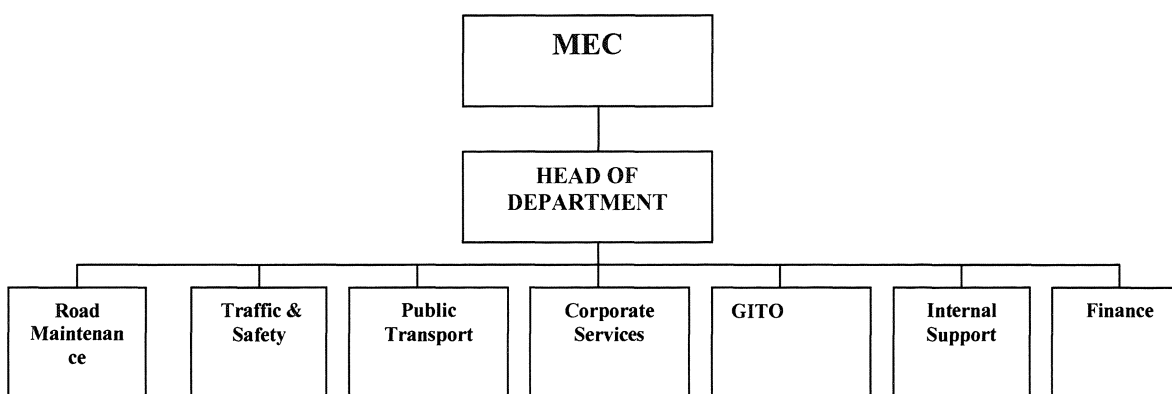 MEC
HEAD OF
DEPARTMENT
Road
Maintenan
ce
Traffic &
Safety
Public
Transport
Corporate
Services
GITO
Internal
Support
Finance